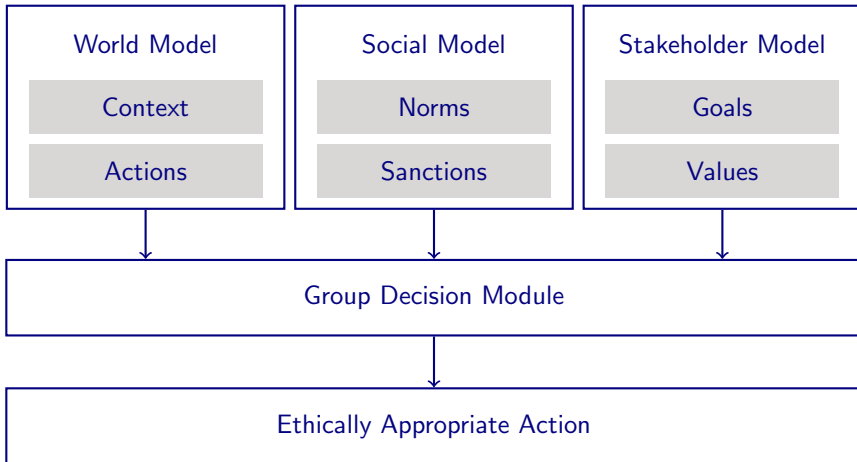 World Model
Context
Actions
Social Model
Norms
Sanctions
Stakeholder Model
Goals
Values
Group Decision Module
Ethically Appropriate Action